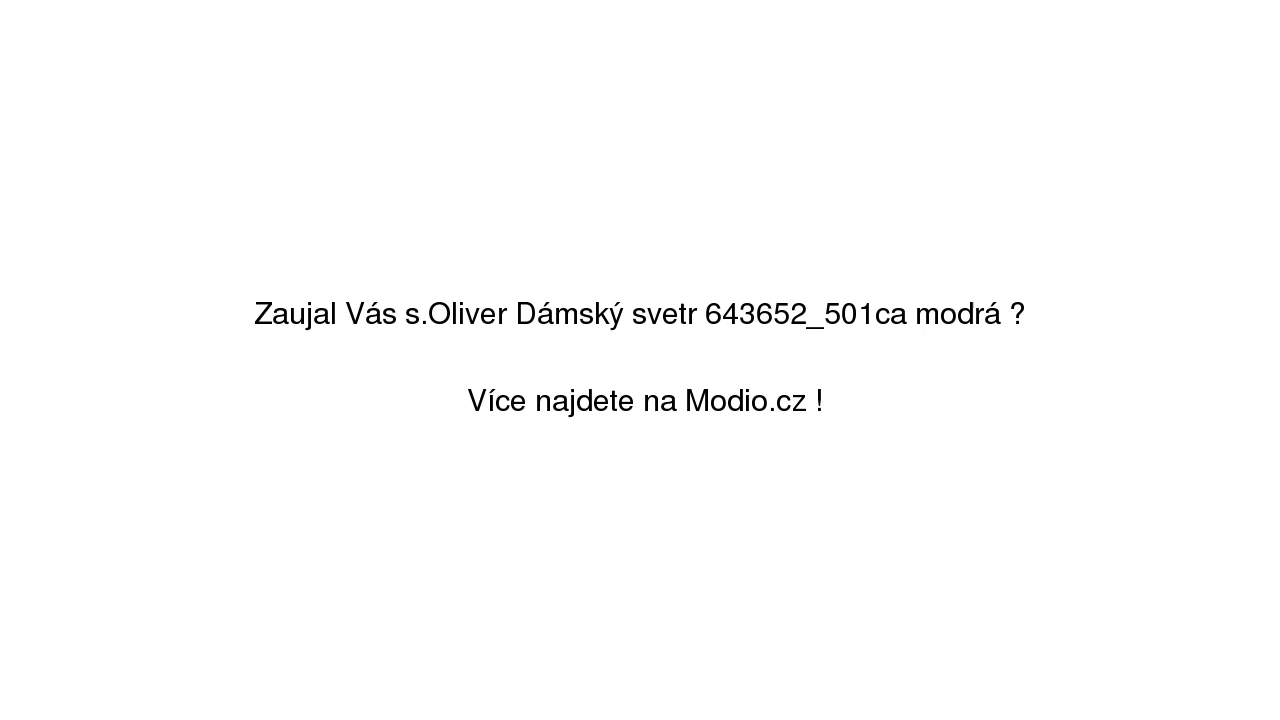 Zaujal Vás s.Oliver Dámský svetr 643652_501ca modrá ?
Více najdete na Modio.cz !